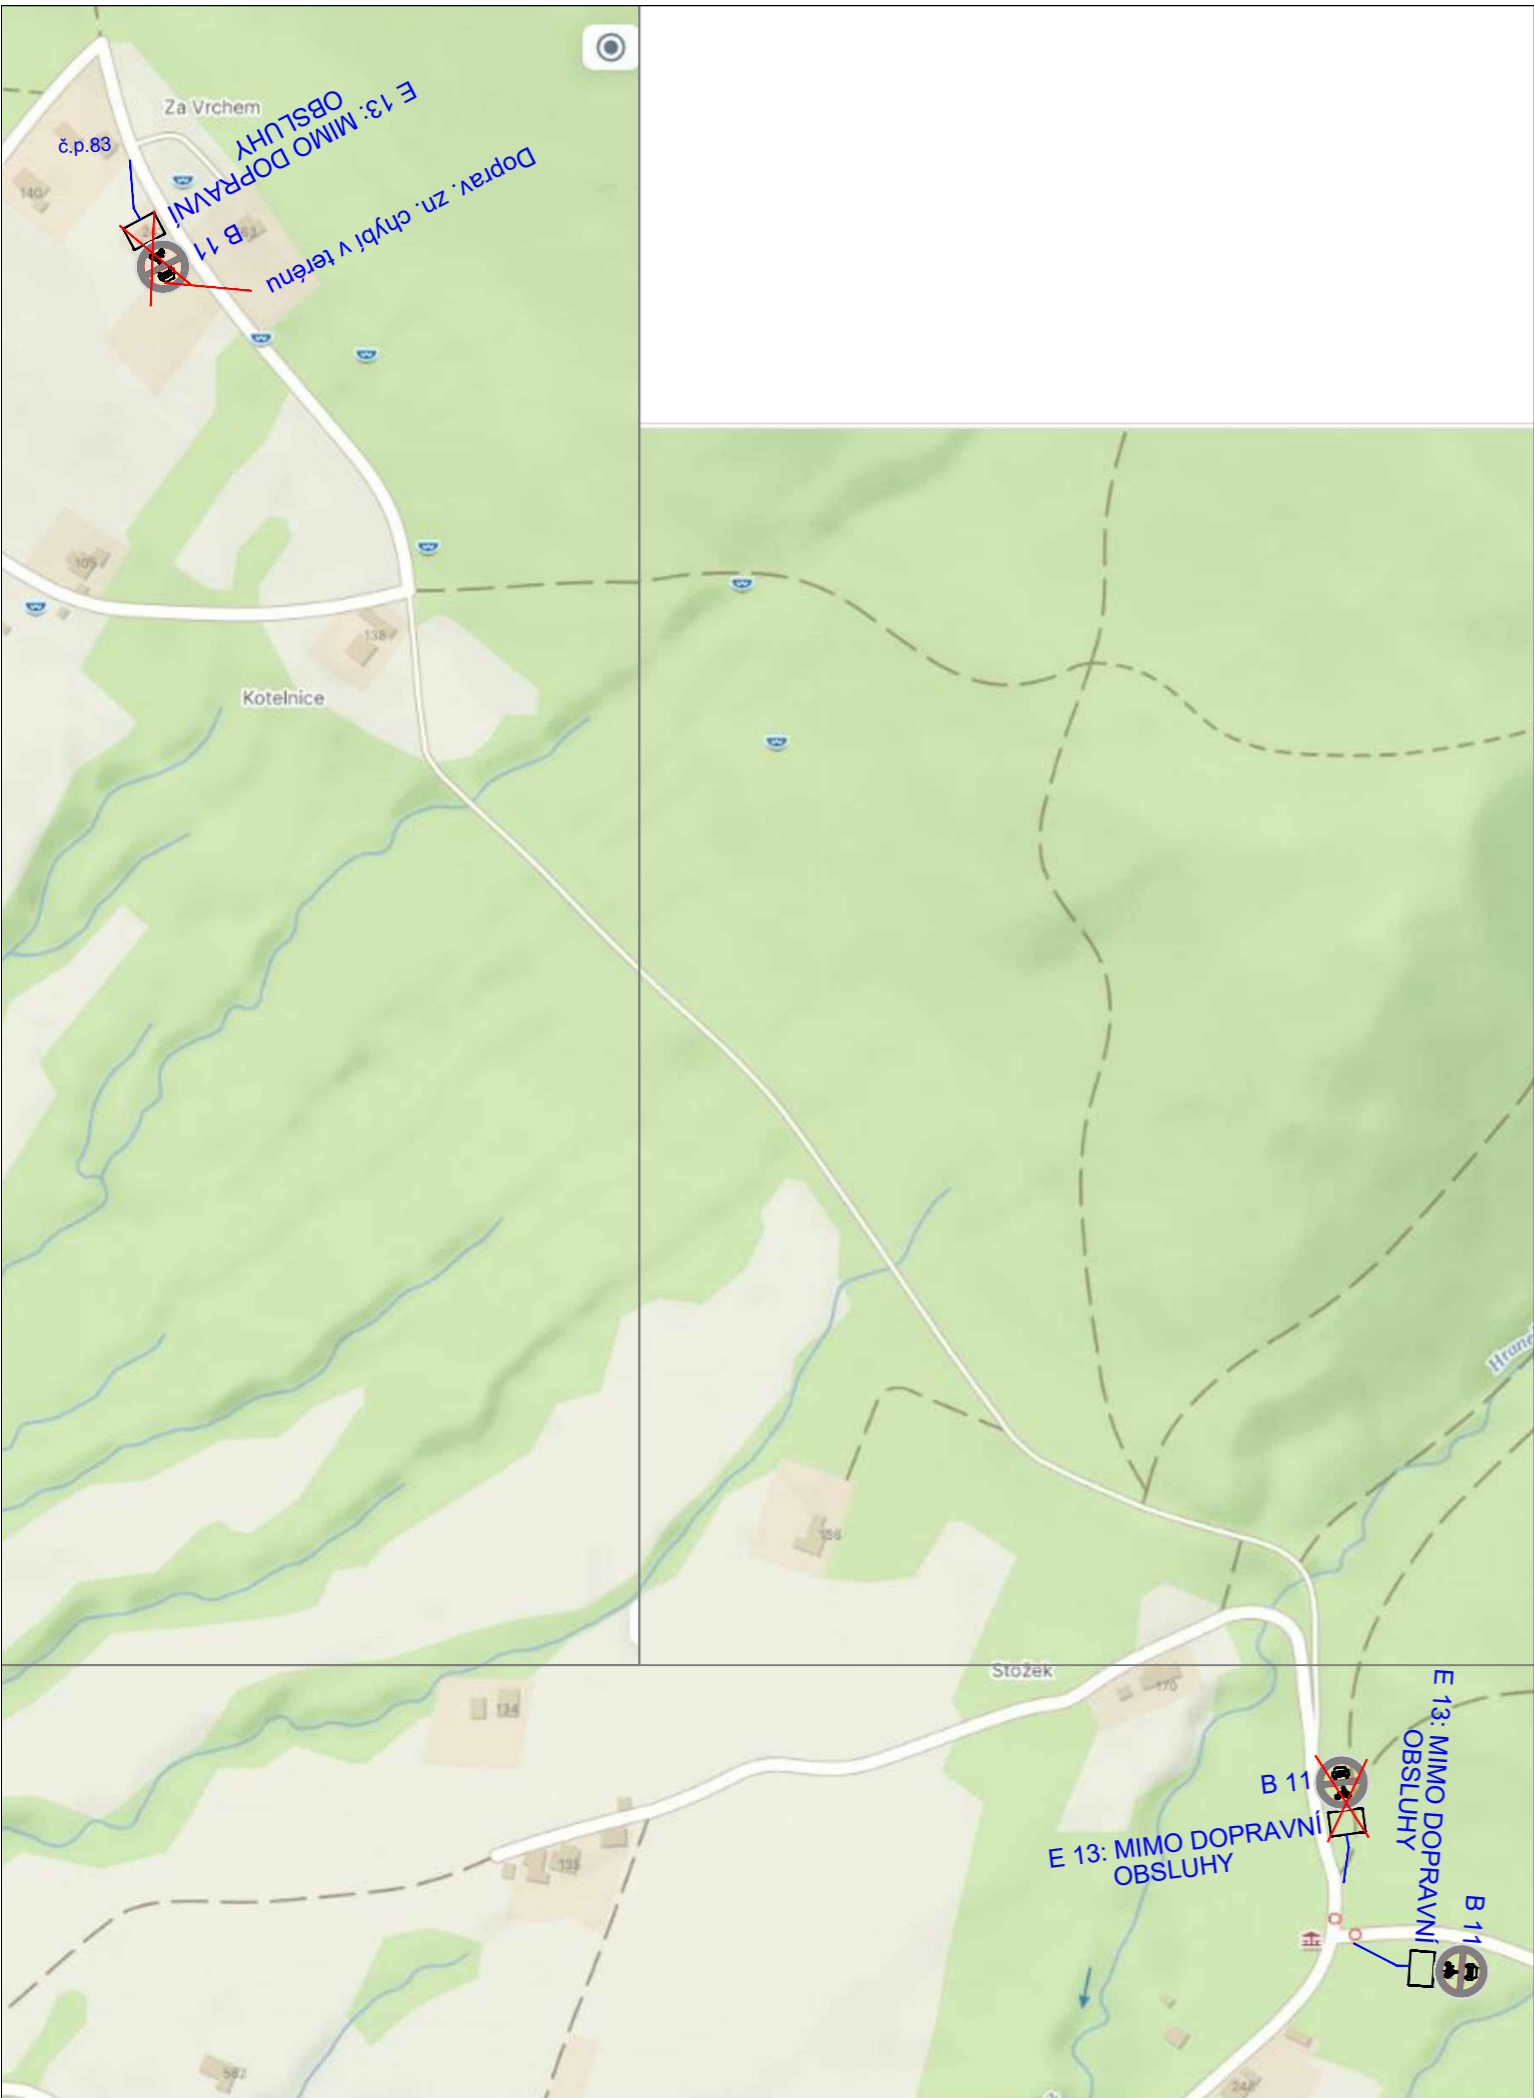 Za Vrchem
č.p.83
E 13: MIMO DOPRAVNÍ
OBSLUHY
B 11
Doprav. zn. chybí v terénu
140
63
105
138
Kotelnice
186
Stožek
170
134
B 11
E 13: MIMO DOPRAVNÍ
OBSLUHY
E 13: MIMO DOPRAVNÍ
OBSLUHY
B 11
135
582